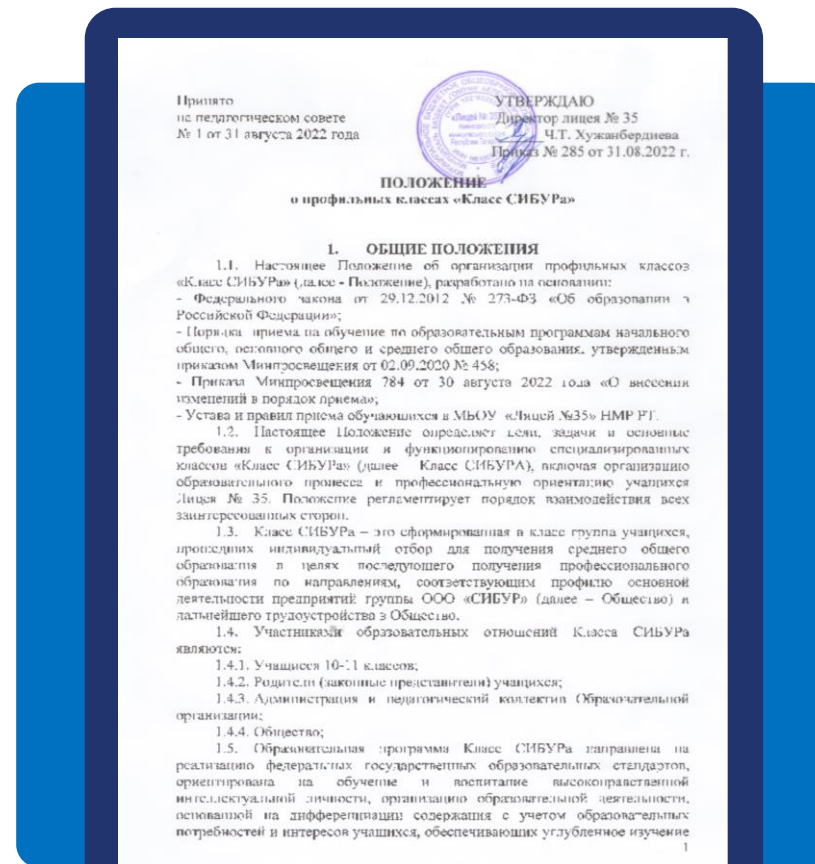 Принято
на педагогическом совете
№ 1 от 31 августа 2022 года
УТВЕРЖДАЮ
Директор лицея № 35
Ч.Т. Хужанбердиева
Приказ № 285 от 31.08.2022 г.
«Лицей № 35»
ПОЛОЖЕНИЕ
о профильных классах «Класс СИБУРа»
1. ОБЩИЕ ПОЛОЖЕНИЯ
1.1. Настоящее Положение об организации профильных классов
«Класс СИБУРа» (далее - Положение), разработано на основании:
- Федерального закона от 29.12.2012 № 273-ФЗ «Об образовании в
Российской Федерации»;
- Порядка приема на обучение по образовательным программам начального
общего, основного общего и среднего общего образования, утвержденным
приказом Минпросвещения от 02.09.2020 № 458;
- Приказа Минпросвещения 784 от 30 августа 2022 года «О внесении
изменений в порядок приема»;
- Устава и правил приема обучающихся в МБОУ «Лицей №35» НМР РТ.
1.2. Настоящее Положение определяет цели, задачи и основные
требования к организации и функционированию специализированных
классов «Класс СИБУРа» (далее Класс СИБУРА), включая организацию
образовательного процесса и профессиональную ориентацию учащихся
Лицея № 35. Положение регламентирует порядок взаимодействия всех
заинтересованных сторон.
1.3. Класс СИБУРа – это сформированная в класс группа учащихся,
прошедших индивидуальный отбор для получения среднего общего
образования в целях последующего получения профессионального
образования по направлениям, соответствующим профилю основной
деятельности предприятий группы ООО «СИБУР» (далее – Общество) и
дальнейшего трудоустройства в Общество.
1.4. Участниками образовательных отношений Класса СИБУРа
являются:
1.4.1. Учащиеся 10-11 классов;
1.4.2. Родители (законные представители) учащихся;
1.4.3. Администрация и педагогический коллектив Образовательной
организации;
1.4.4. Общество;
1.5. Образовательная программа Класс СИБУРа направлена на
реализацию федеральных государственных образовательных стандартов,
ориентирована на обучение и воспитание высоконравственной
интеллектуальной личности, организацию образовательной деятельности,
основанной на дифференциации содержания с учетом образовательных
потребностей и интересов учащихся, обеспечивающих углубленное изучение
1